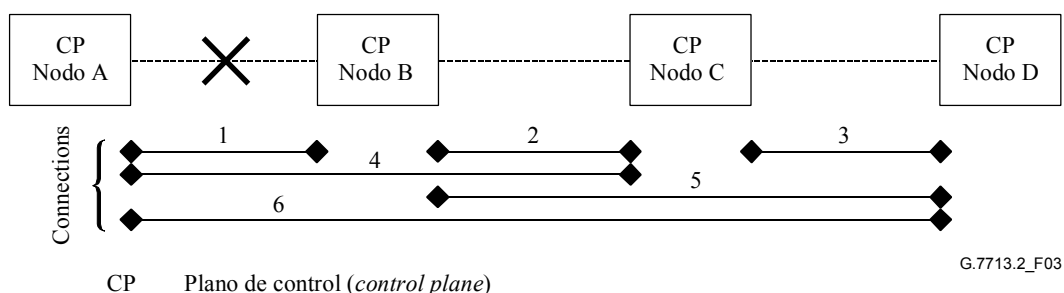 CP
Nodo A
CP
Nodo B
CP
Nodo C
CP
Nodo D
Connections
1
2
3
4
5
6
G.7713.2_F03
CP Plano de control (control plane)